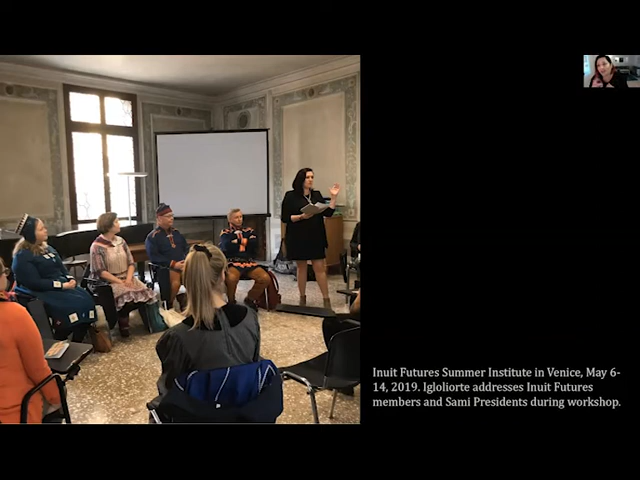 Inuit Futures Summer Institute in Venice, May 6-
14, 2019. Igloliorte addresses Inuit Futures
members and Sami Presidents during workshop.